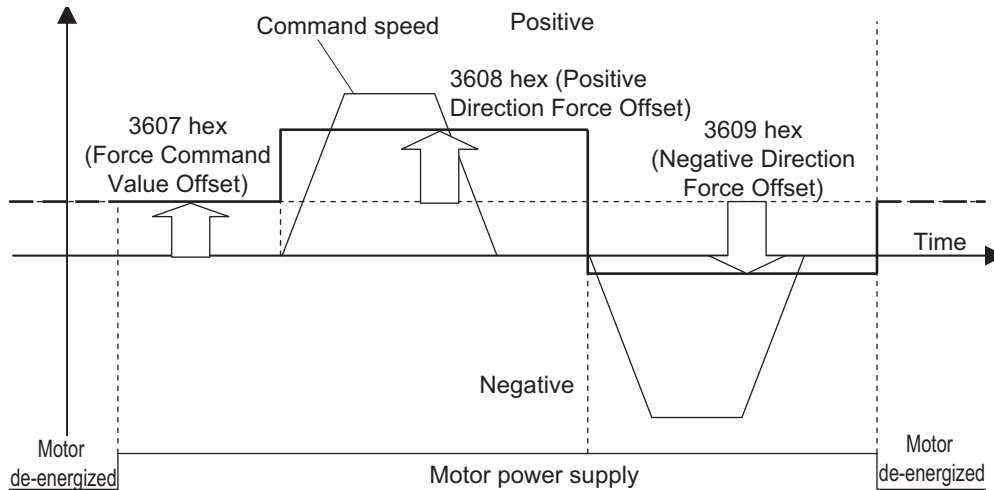 Command speed
Positive
3608 hex (Positive
Direction Force Offset)
3607 hex
(Force Command
Value Offset)
3609 hex
(Negative Direction
Force Offset)
Time
Negative
Motor
de-energized
Motor power supply
Motor
de-energized